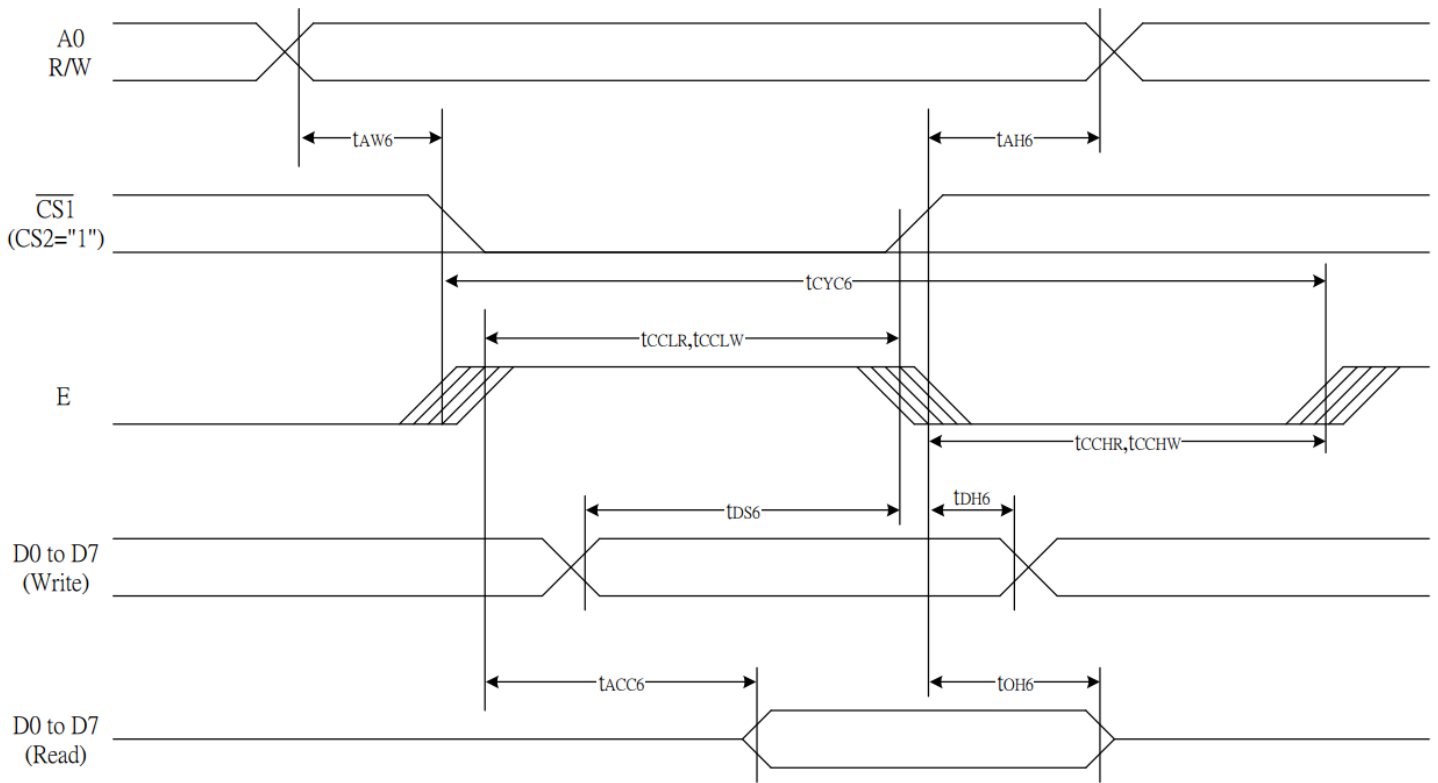 A0
R/W
tAW6
tAH6
CS1
(CS2="1")
tCYC6
tCCLR,tCCLW
E
tCCHR,tCCHW
tDS6
tDH6
D0 to D7
(Write)
tACC6
tOH6
D0 to D7
(Read)